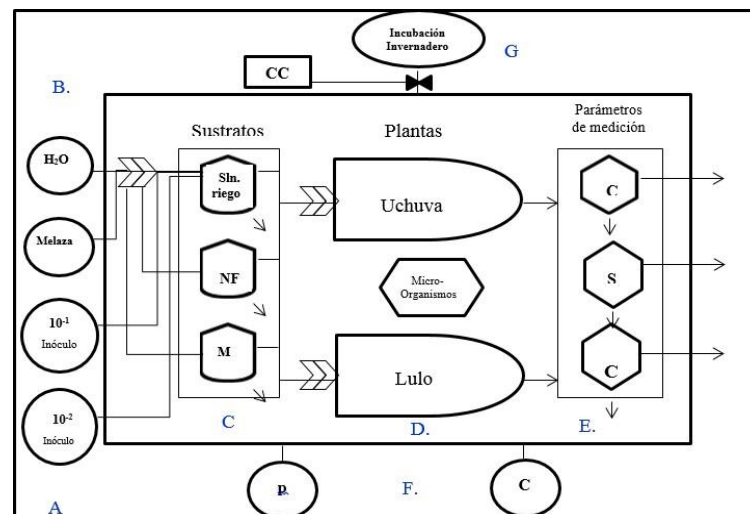 Incubación
Invernadero
G
CC
B.
Parámetros
de medición
Sustratos
Plantas
H₂O
Sln.
riego
C
Uchuva
Melaza
NF
Micro-
Organismos
S
10⁻¹
Inóculo
M
Lulo
C
10⁻²
Inóculo
C
D.
E.
p
F.
C
A